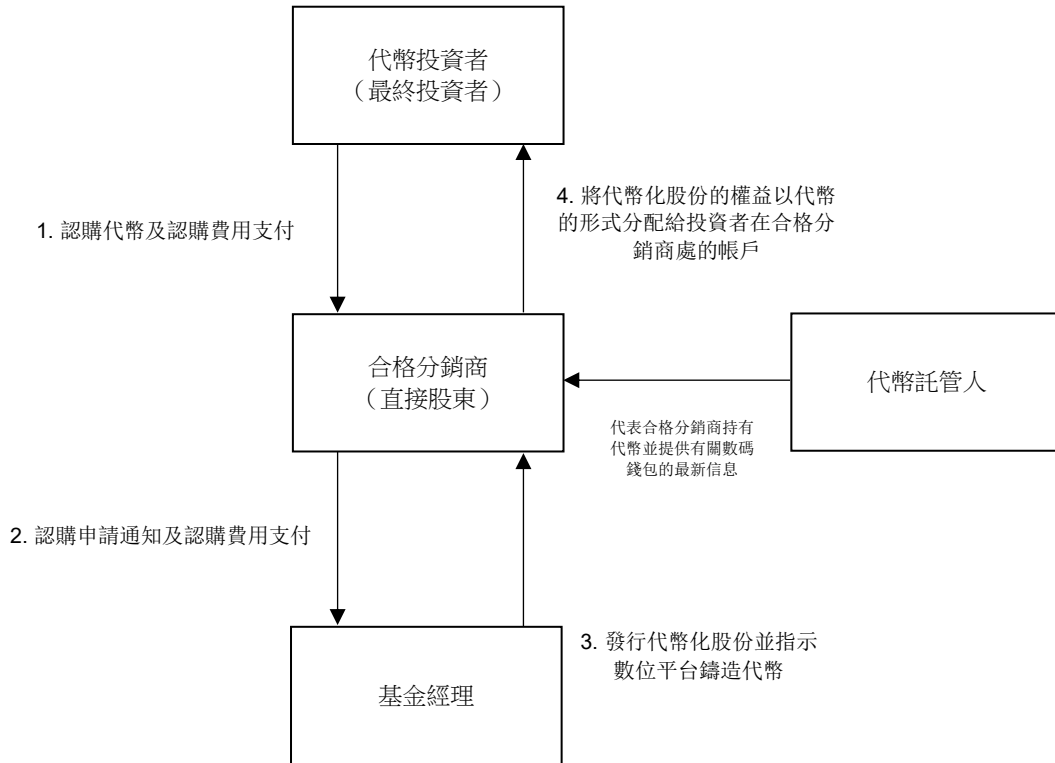 代幣投資者
（最終投資者）
1. 認購代幣及認購費用支付
4. 將代幣化股份的權益以代幣
的形式分配給投資者在合格分
銷商處的帳戶
合格分銷商
（直接股東）
代幣託管人
代表合格分銷商持有
代幣並提供有關數碼
錢包的最新信息
2. 認購申請通知及認購費用支付
3. 發行代幣化股份並指示
數位平台鑄造代幣
基金經理